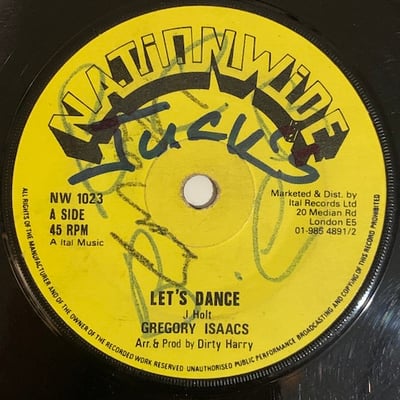 NATIONWIDE
JUCKS
NW 1023
A SIDE
45 RPM
A Ital Music
Marketed & Dist. by
Ital Records Ltd
20 Median Rd
London E5
01-985 4891/2
LET'S DANCE
J. Holt
GREGORY ISAACS
Arr. & Prod by Dirty Harry
ALL RIGHTS OF THE MANUFACTURER AND OF THE OWNER OF THE RECORDED WORK RESERVED UNAUTHORISED PUBLIC PERFORMANCE BROADCASTING AND COPYING OF THIS RECORD PROHIBITED